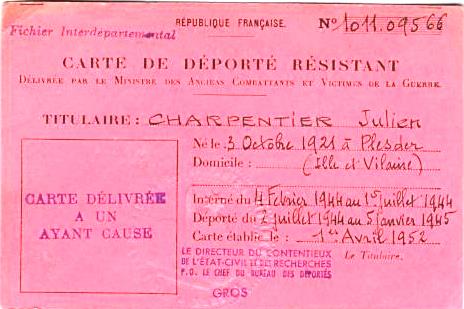 RÉPUBLIQUE FRANÇAISE.
N° 1011.09566
Fichier Interdépartemental
CARTE DE DÉPORTÉ RÉSISTANT
DÉLIVRÉE PAR LE MINISTRE DES ANCIENS COMBATTANTS ET VICTIMES DE LA GUERRE.
TITULAIRE : CHARPENTIER Julien
Né le 3 Octobre 1921 à Plesder
Domicile : (Ille et Vilaine)
Interné du 4 Février 1944 au 1er juillet 1944
Déporté du 2 juillet 1944 au 5 janvier 1945
Carte établie le : 1er Avril 1952
CARTE DÉLIVRÉE
A UN
AYANT CAUSE
LE DIRECTEUR DU CONTENTIEUX
DE L'ÉTAT-CIVIL ET DES RECHERCHES
P.O. LE CHEF DU BUREAU DES DÉPORTÉS
Le Titulaire,
GROS